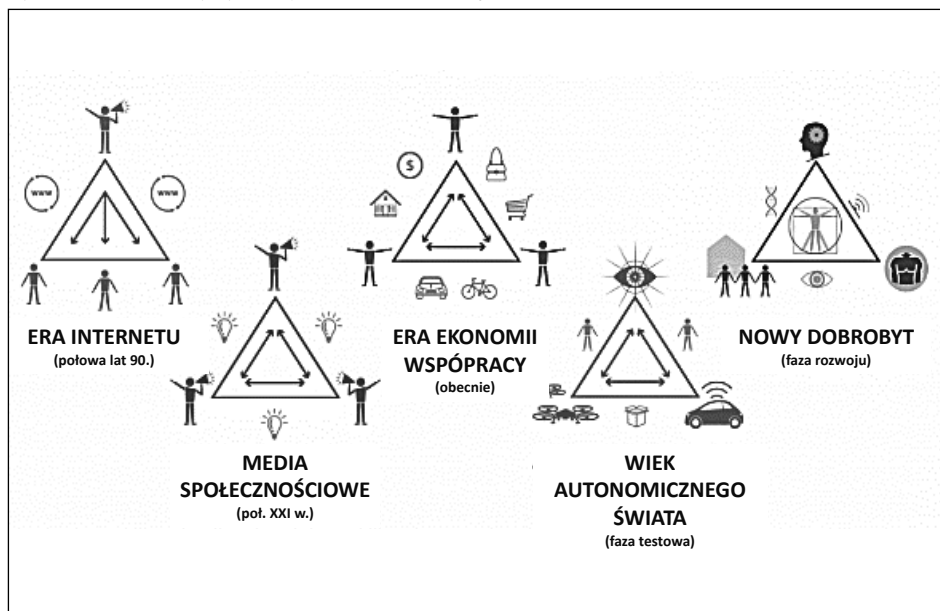 www
www
$
ERA INTERNETU
(połowa lat 90.)
MEDIA
SPOŁECZNOŚCIOWE
(poł. XXI w.)
ERA EKONOMII
WSPÓPRACY
(obecnie)
WIEK
AUTONOMICZNEGO
ŚWIATA
(faza testowa)
NOWY DOBROBYT
(faza rozwoju)